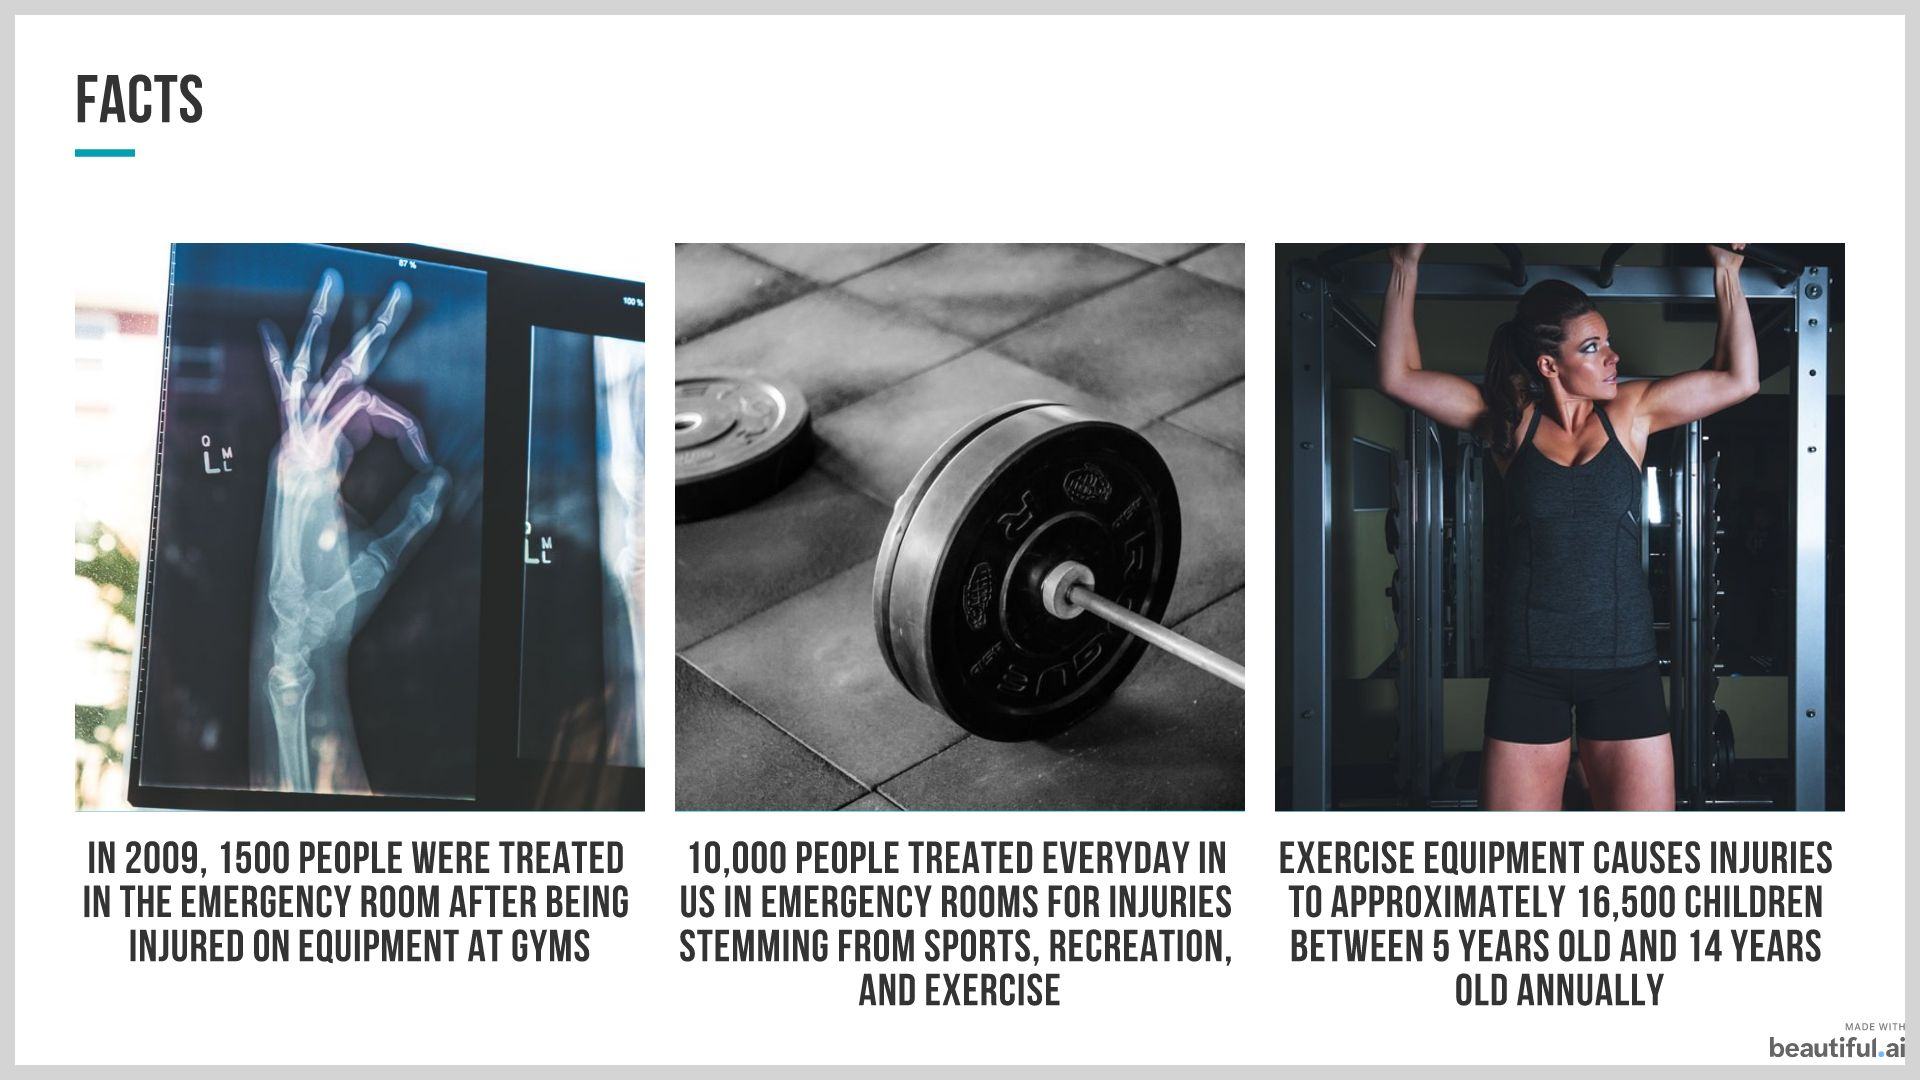 FACTS
87 %
100 %
Q
L M
L
L M
L
R
ROGUE
IN 2009, 1500 PEOPLE WERE TREATED
IN THE EMERGENCY ROOM AFTER BEING
INJURED ON EQUIPMENT AT GYMS
10,000 PEOPLE TREATED EVERYDAY IN
US IN EMERGENCY ROOMS FOR INJURIES
STEMMING FROM SPORTS, RECREATION,
AND EXERCISE
EXERCISE EQUIPMENT CAUSES INJURIES
TO APPROXIMATELY 16,500 CHILDREN
BETWEEN 5 YEARS OLD AND 14 YEARS
OLD ANNUALLY
MADE WITH
beautiful.ai